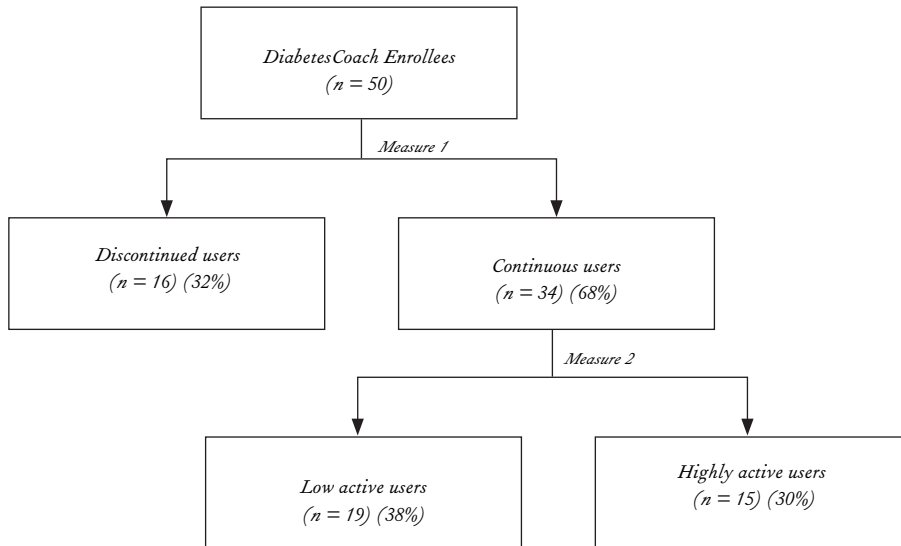 DiabetesCoach Enrollees
(n = 50)
Measure 1
Discontinued users
(n = 16) (32%)
Continuous users
(n = 34) (68%)
Measure 2
Low active users
(n = 19) (38%)
Highly active users
(n = 15) (30%)